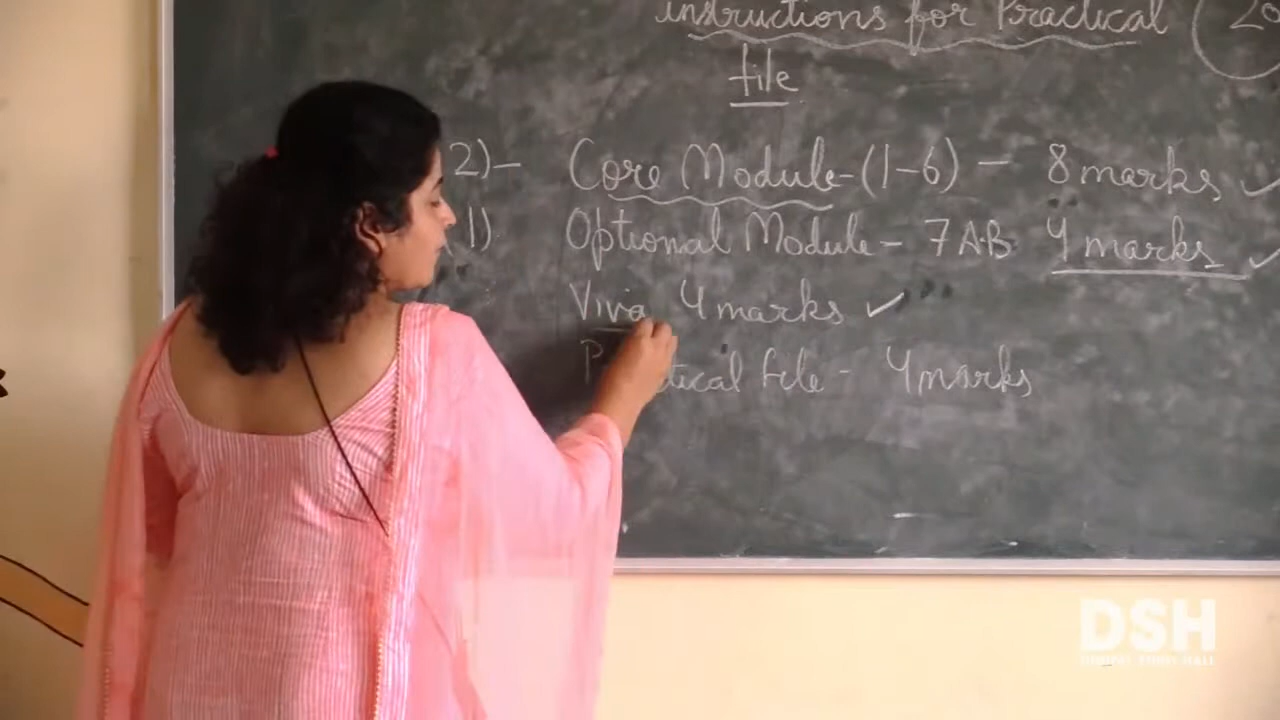 instructions for Practical
file
2)- Core Module-(1-6) - 8 marks ✓
1) Optional Module - 7 A.B 4 marks ✓
Viva 4 marks ✓
file - 4 marks
DSH